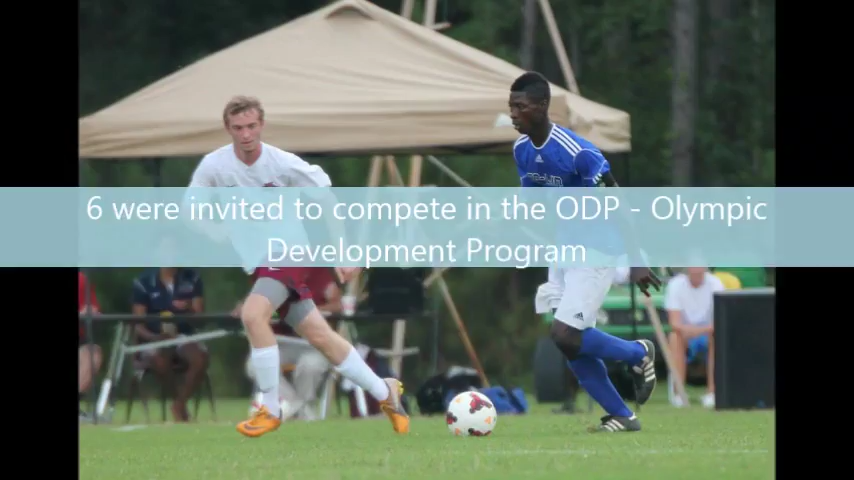 6 were invited to compete in the ODP - Olympic
Development Program